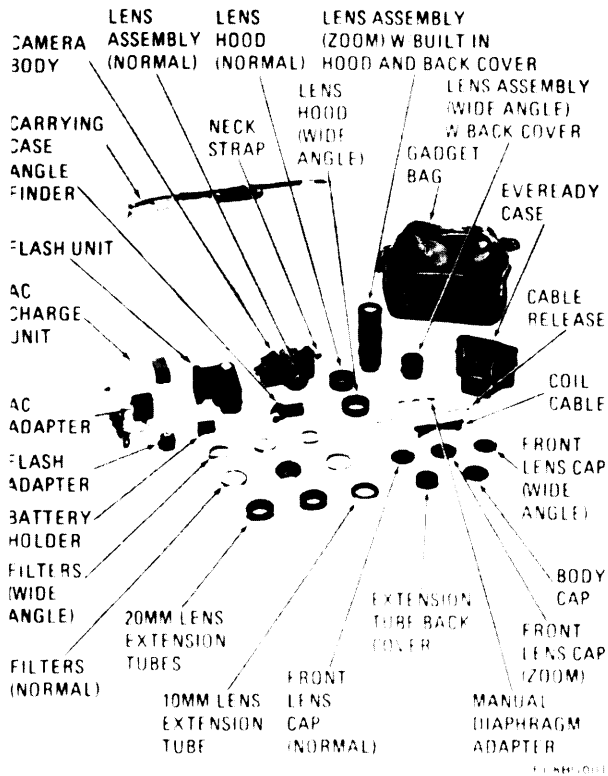 CAMERA
BODY
LENS
ASSEMBLY
(NORMAL)
LENS
HOOD
(NORMAL)
LENS ASSEMBLY
(ZOOM) W BUILT IN
HOOD AND BACK COVER
LENS ASSEMBLY
(WIDE ANGLE)
W BACK COVER
CARRYING
CASE
NECK
STRAP
LENS
HOOD
(WIDE
ANGLE)
GADGET
BAG
ANGLE
FINDER
EVEREADY
CASE
FLASH UNIT
AC
CHARGE
UNIT
CABLE
RELEASE
COIL
CABLE
AC
ADAPTER
FLASH
ADAPTER
FRONT
LENS CAP
(WIDE
ANGLE)
BATTERY
HOLDER
FILTERS
(WIDE
ANGLE)
BODY
CAP
20MM LENS
EXTENSION
TUBES
EXTENSION
TUBE BACK
COVER
FRONT
LENS CAP
(ZOOM)
FILTERS
(NORMAL)
10MM LENS
EXTENSION
TUBE
FRONT
LENS
CAP
(NORMAL)
MANUAL
DIAPHRAGM
ADAPTER